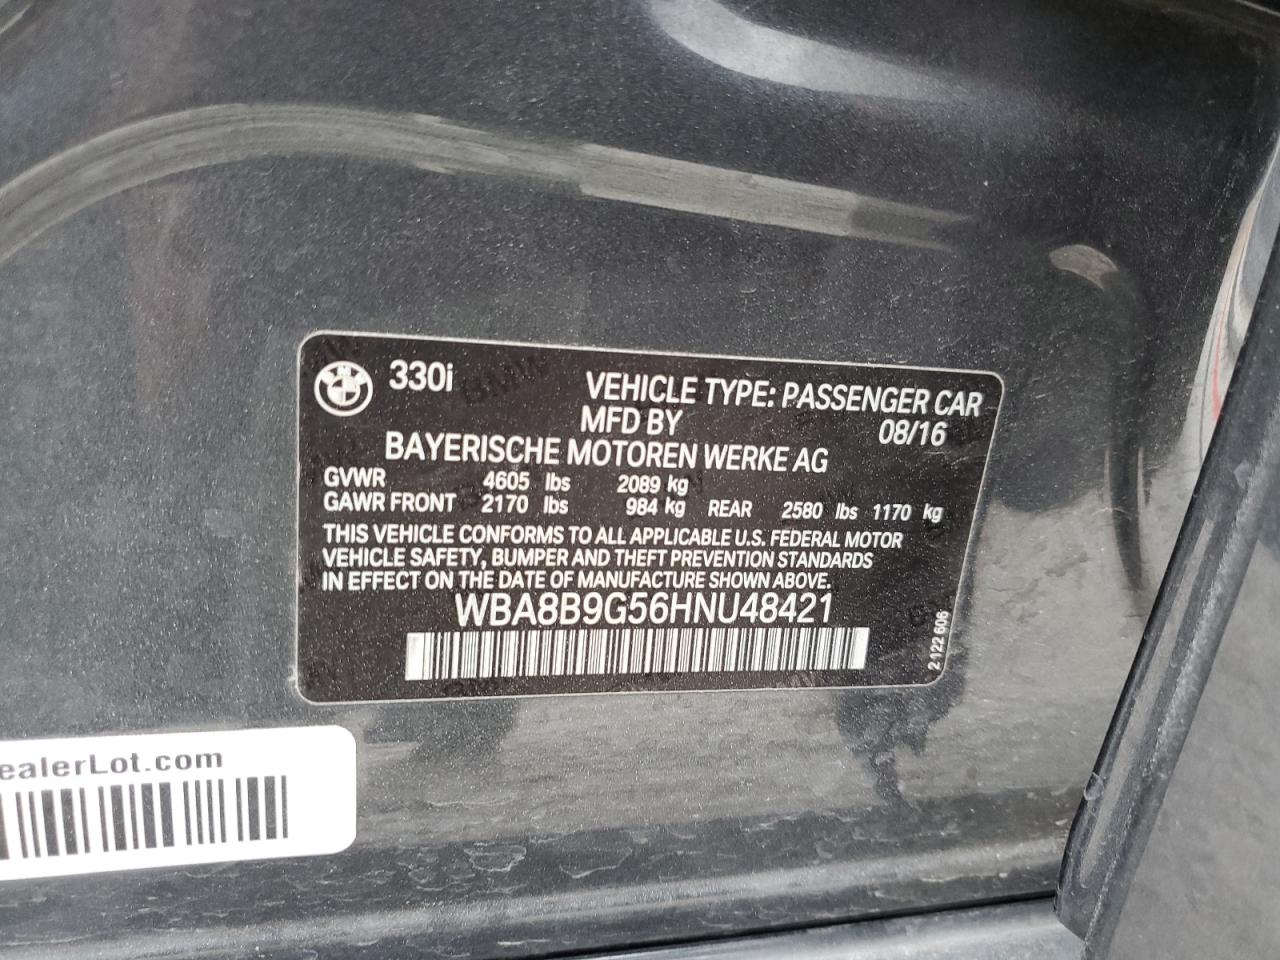 330i
VEHICLE TYPE: PASSENGER CAR
MFD BY 08/16
BAYERISCHE MOTOREN WERKE AG
GVWR 4605 lbs 2089 kg
GAWR FRONT 2170 lbs 984 kg REAR 2580 lbs 1170 kg
THIS VEHICLE CONFORMS TO ALL APPLICABLE U.S. FEDERAL MOTOR
VEHICLE SAFETY, BUMPER AND THEFT PREVENTION STANDARDS
IN EFFECT ON THE DATE OF MANUFACTURE SHOWN ABOVE.
WBA8B9G56HNU48421
2 122 606
ealerLot.com